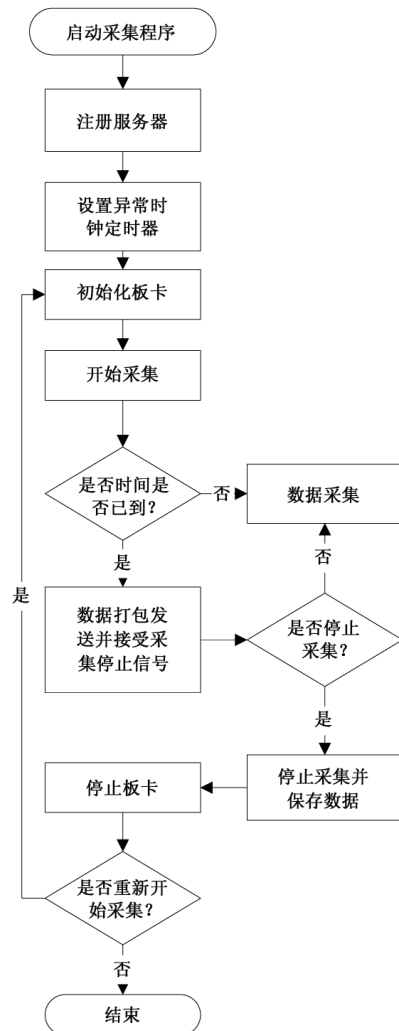 启动采集程序
注册服务器
设置异常时
钟定时器
初始化板卡
开始采集
是否时间是
否已到?
否
数据采集
是
否
是
数据打包发
送并接受采
集停止信号
是否停止
采集?
是
停止板卡
停止采集并
保存数据
是否重新开
始采集?
否
结束